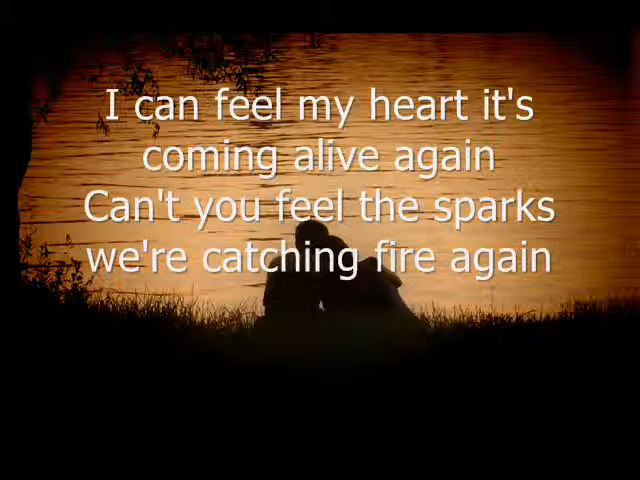 I can feel my heart it's
coming alive again
Can't you feel the sparks
we're catching fire again